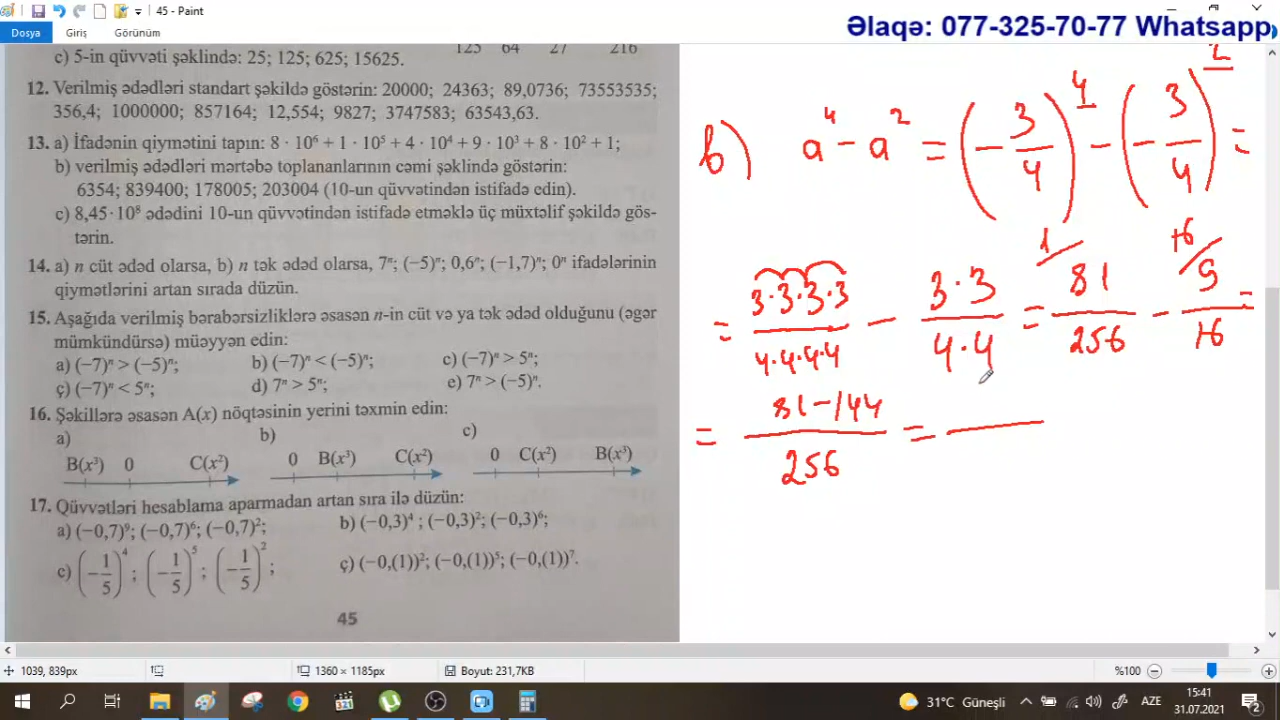 45 - Paint
Əlaqə: 077-325-70-77 Whatsapp
Dosya Giriş Görünüm
125 64 27 216
c) 5-in qüvvəti şəklində: 25; 125; 625; 15625.
12. Verilmiş ədədləri standart şəkildə göstərin: 20000; 24363; 89,0736; 73553535;
356,4; 1000000; 857164; 12,554; 9827; 3747583; 63543,63.
13. a) İfadənin qiymətini tapın: 8 · 10⁶ + 1 · 10⁵ + 4 · 10⁴ + 9 · 10³ + 8 · 10² + 1;
b) verilmiş ədədləri mərtəbə toplananlarının cəmi şəklində göstərin:
6354; 839400; 178005; 203004 (10-un qüvvətindən istifadə edin).
c) 8,45 · 10⁸ ədədini 10-un qüvvətindən istifadə etməklə üç müxtəlif şəkildə gös-
tərin.
14. a) n cüt ədəd olarsa, b) n tək ədəd olarsa, 7ⁿ; (−5)ⁿ; 0,6ⁿ; (−1,7)ⁿ; 0ⁿ ifadələrinin
qiymətlərini artan sırada düzün.
15. Aşağıda verilmiş bərabərsizliklərə əsasən n-in cüt və ya tək ədəd olduğunu (əgər
mümkündürsə) müəyyən edin:
a) (−7)ⁿ > (−5)ⁿ; b) (−7)ⁿ < (−5)ⁿ; c) (−7)ⁿ > 5ⁿ;
ç) (−7)ⁿ < 5ⁿ; d) 7ⁿ > 5ⁿ; e) 7ⁿ > (−5)ⁿ.
16. Şəkillərə əsasən A(x) nöqtəsinin yerini təxmin edin:
a) b) c)
B(x³) 0 C(x²) 0 B(x³) C(x²) 0 C(x²) B(x³)
17. Qüvvətləri hesablama aparmadan artan sıra ilə düzün:
a) (−0,7)⁹; (−0,7)⁶; (−0,7)²; b) (−0,3)⁴ ; (−0,3)²; (−0,3)⁶;
c) (−1/5)⁴; (−1/5)⁵; (−1/5)²; ç) (−0,(1))²; (−0,(1))⁵; (−0,(1))⁷.
45
b) a⁴ − a² = (−3/4)⁴ − (−3/4)² =
= 3·3·3·3/4·4·4·4 − 3·3/4·4 = 1/ 81/256 − 16/ 9/16 =
= 81−144/256 =
1039, 839px 1360 × 1185px Boyut: 231,7KB %100
31°C Güneşli AZE 15:41
31.07.2021 2